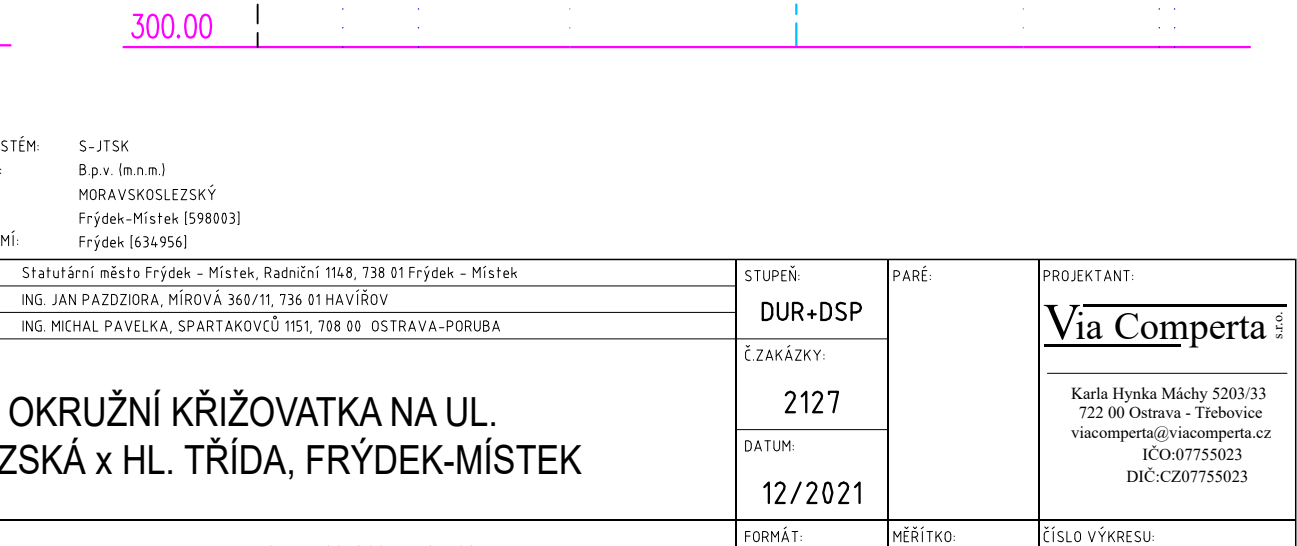 300.00
STÉM: S-JTSK
: B.p.v. (m.n.m.)
MORAVSKOSLEZSKÝ
Frýdek-Místek [598003]
MÍ: Frýdek [634956]
Statutární město Frýdek - Místek, Radniční 1148, 738 01 Frýdek - Místek
ING. JAN PAZDZIORA, MÍROVÁ 360/11, 736 01 HAVÍŘOV
ING. MICHAL PAVELKA, SPARTAKOVCŮ 1151, 708 00 OSTRAVA-PORUBA
OKRUŽNÍ KŘIŽOVATKA NA UL.
ZSKÁ x HL. TŘÍDA, FRÝDEK-MÍSTEK
STUPEŇ:
DUR+DSP
Č.ZAKÁZKY:
2127
DATUM:
12/2021
FORMÁT:
PARÉ:
MĚŘÍTKO:
PROJEKTANT:
Via Comperta s.r.o.
Karla Hynka Máchy 5203/33
722 00 Ostrava - Třebovice
viacomperta@viacomperta.cz
IČO:07755023
DIČ:CZ07755023
ČÍSLO VÝKRESU: